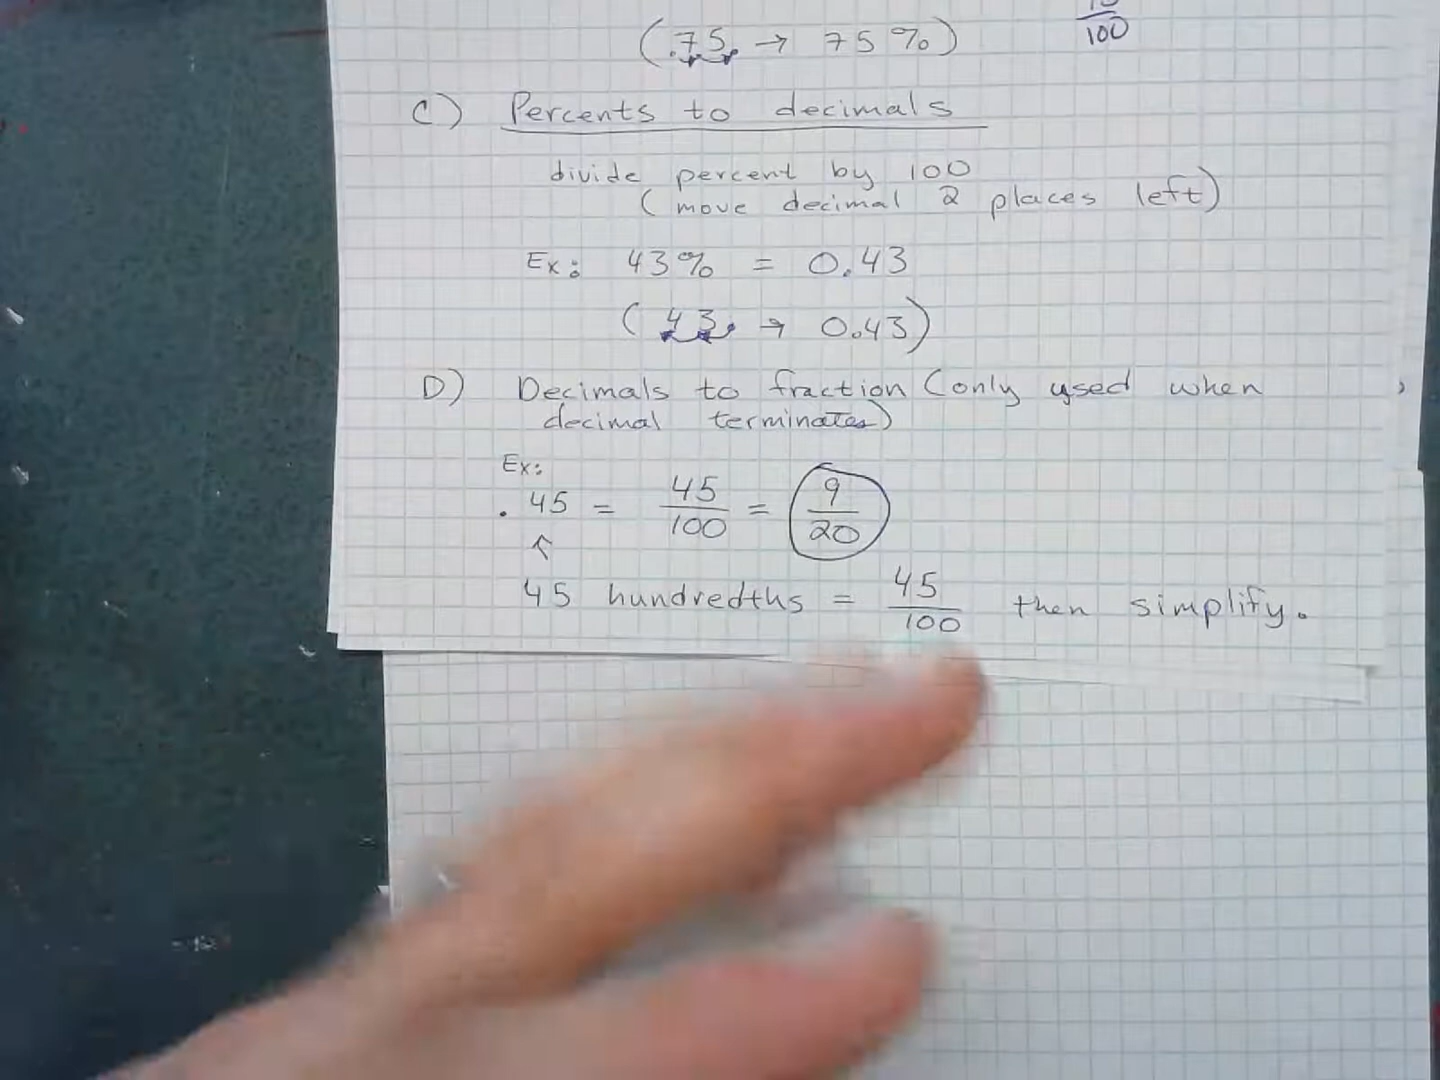 (.75. → 75%)
100
C) Percents to decimals
divide percent by 100
(move decimal 2 places left)
Ex: 43% = 0.43
(43. → 0.43)
D) Decimals to fraction (only used when
decimal terminates)
Ex:
.45 = 45/100 = 9/20
45 hundredths = 45/100 then simplify.